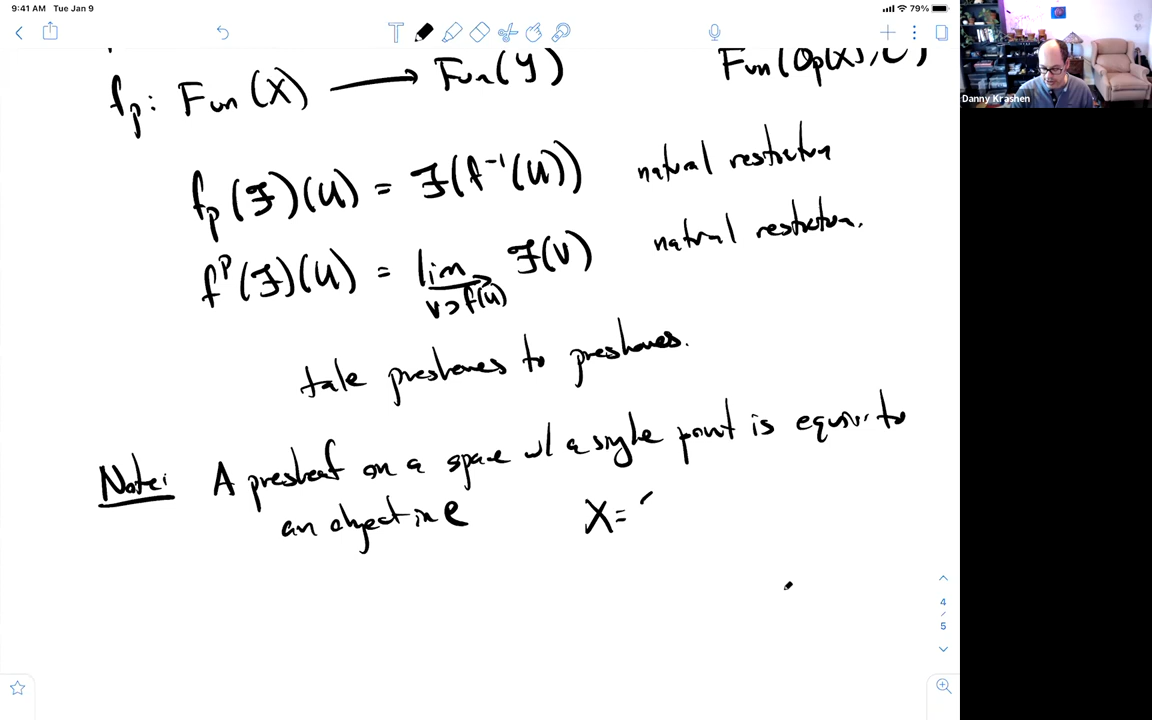 9:41 AM Tue Jan 9
79%
T
f_p : Fun(X) ⟶ Fun(Y) Fun(Op(X), C)
f_p(ℱ)(U) = ℱ(f⁻¹(U)) natural restriction
f^p(ℱ)(U) = lim ℱ(V) natural restriction.
V⊃f(U)
take presheaves to presheaves.
Note: A presheaf on a space w/ a single point is equiv. to
an object in C X =
Danny Krashen
4
/
5